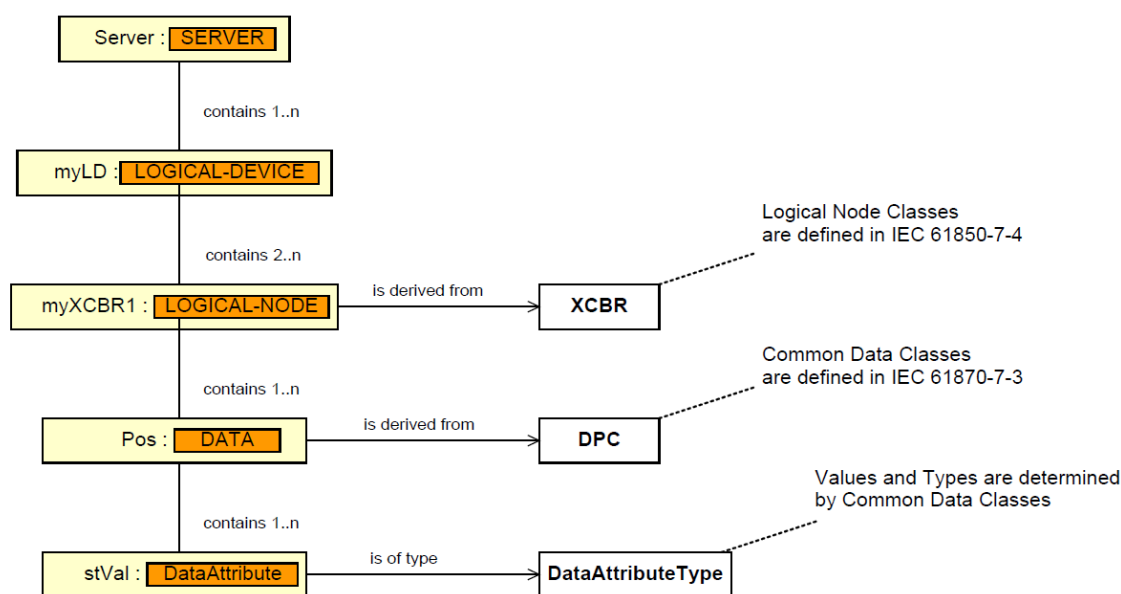 Server : SERVER
contains 1..n
myLD : LOGICAL-DEVICE
contains 2..n
Logical Node Classes
are defined in IEC 61850-7-4
myXCBR1 : LOGICAL-NODE
is derived from
XCBR
contains 1..n
Common Data Classes
are defined in IEC 61870-7-3
Pos : DATA
is derived from
DPC
contains 1..n
Values and Types are determined
by Common Data Classes
stVal : DataAttribute
is of type
DataAttributeType